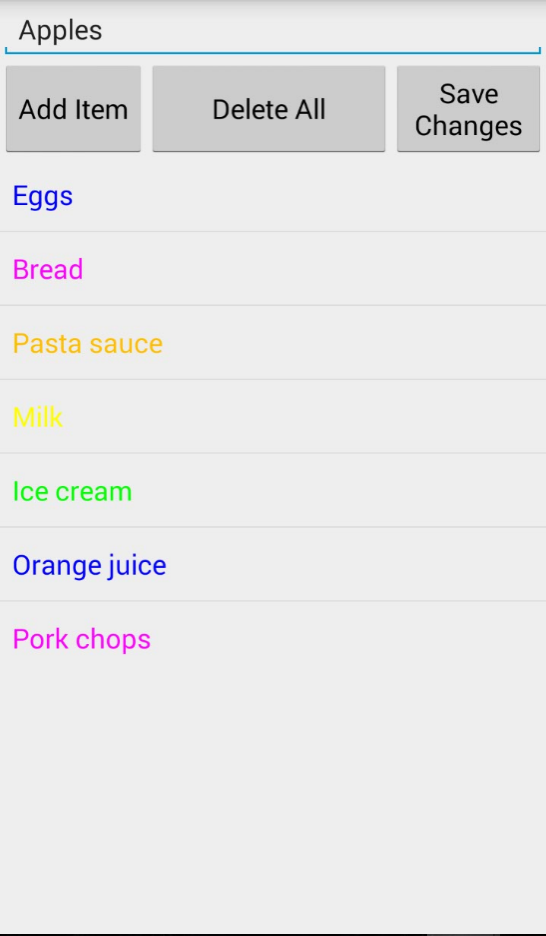 Apples
Add Item
Delete All
Save
Changes
Eggs
Bread
Pasta sauce
Milk
Ice cream
Orange juice
Pork chops